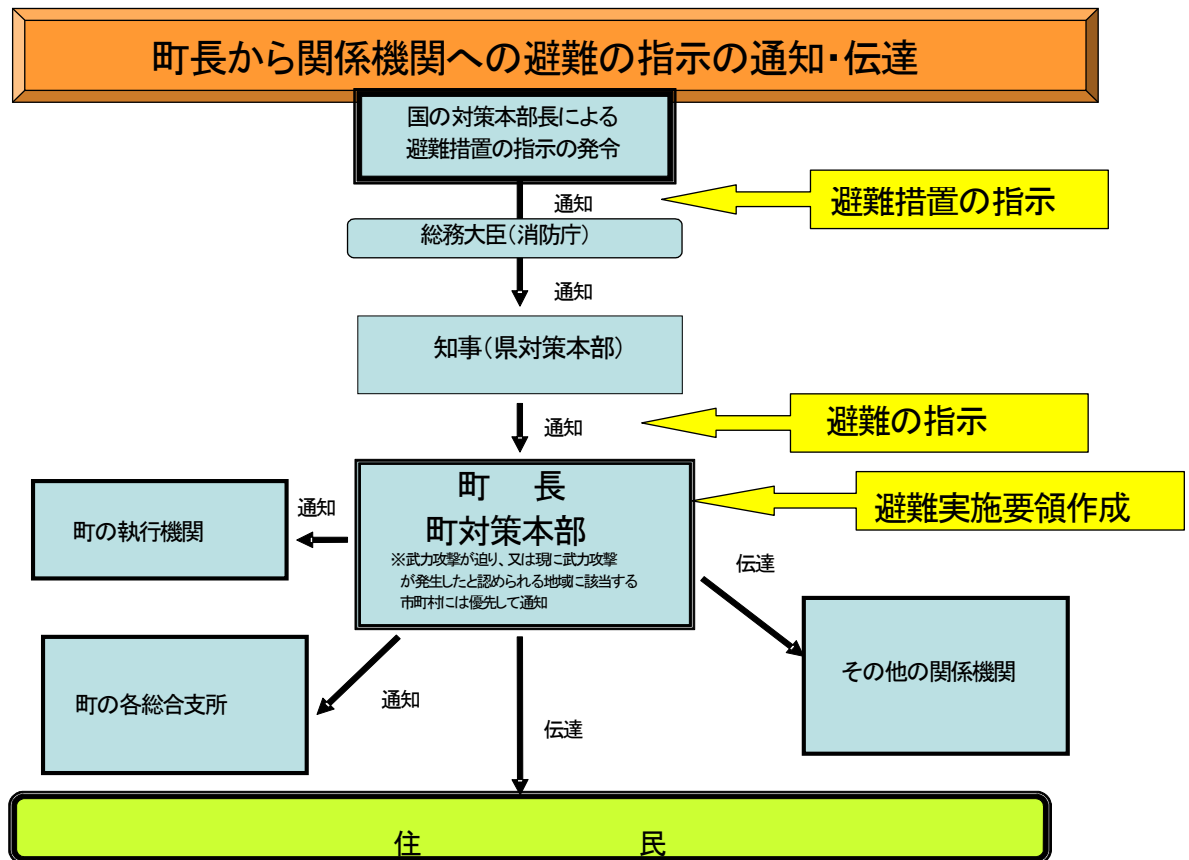 町長から関係機関への避難の指示の通知・伝達
国の対策本部長による
避難措置の指示の発令
通知
避難措置の指示
総務大臣(消防庁)
通知
知事(県対策本部)
通知
避難の指示
町 長
町対策本部
※武力攻撃が迫り、又は現に武力攻撃
が発生したと認められる地域に該当する
市町村には優先して通知
避難実施要領作成
通知
町の執行機関
伝達
その他の関係機関
町の各総合支所
通知
伝達
住 民